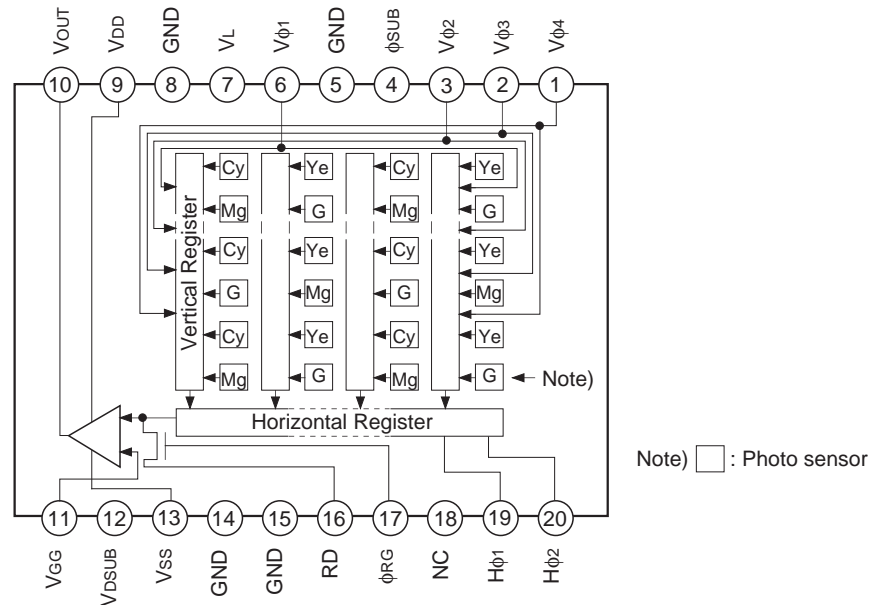 VOUT VDD GND VL Vϕ1 GND ϕSUB Vϕ2 Vϕ3 Vϕ4
10 9 8 7 6 5 4 3 2 1
Cy Ye Cy Ye
Mg G Mg G
Cy Ye Cy Ye
G Mg G Mg
Cy Ye Cy Ye
Mg G Mg G
Vertical Register
Note)
Horizontal Register
Note) : Photo sensor
11 12 13 14 15 16 17 18 19 20
VGG VDSUB VSS GND GND RD ϕRG NC Hϕ1 Hϕ2